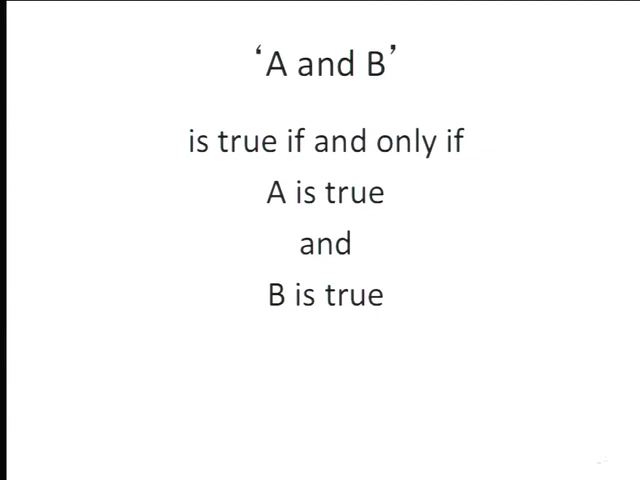 ‘A and B’
is true if and only if
A is true
and
B is true